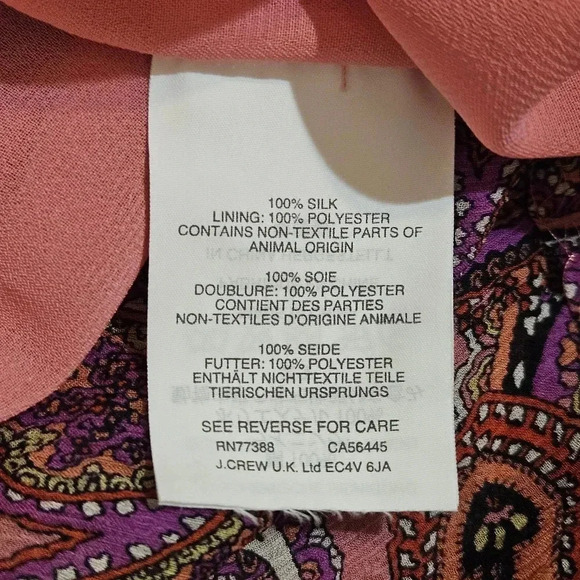 100% SILK
LINING: 100% POLYESTER
CONTAINS NON-TEXTILE PARTS OF
ANIMAL ORIGIN
100% SOIE
DOUBLURE: 100% POLYESTER
CONTIENT DES PARTIES
NON-TEXTILES D'ORIGINE ANIMALE
100% SEIDE
FUTTER: 100% POLYESTER
ENTHÄLT NICHTTEXTILE TEILE
TIERISCHEN URSPRUNGS
SEE REVERSE FOR CARE
RN77388 CA56445
J.CREW U.K. Ltd EC4V 6JA